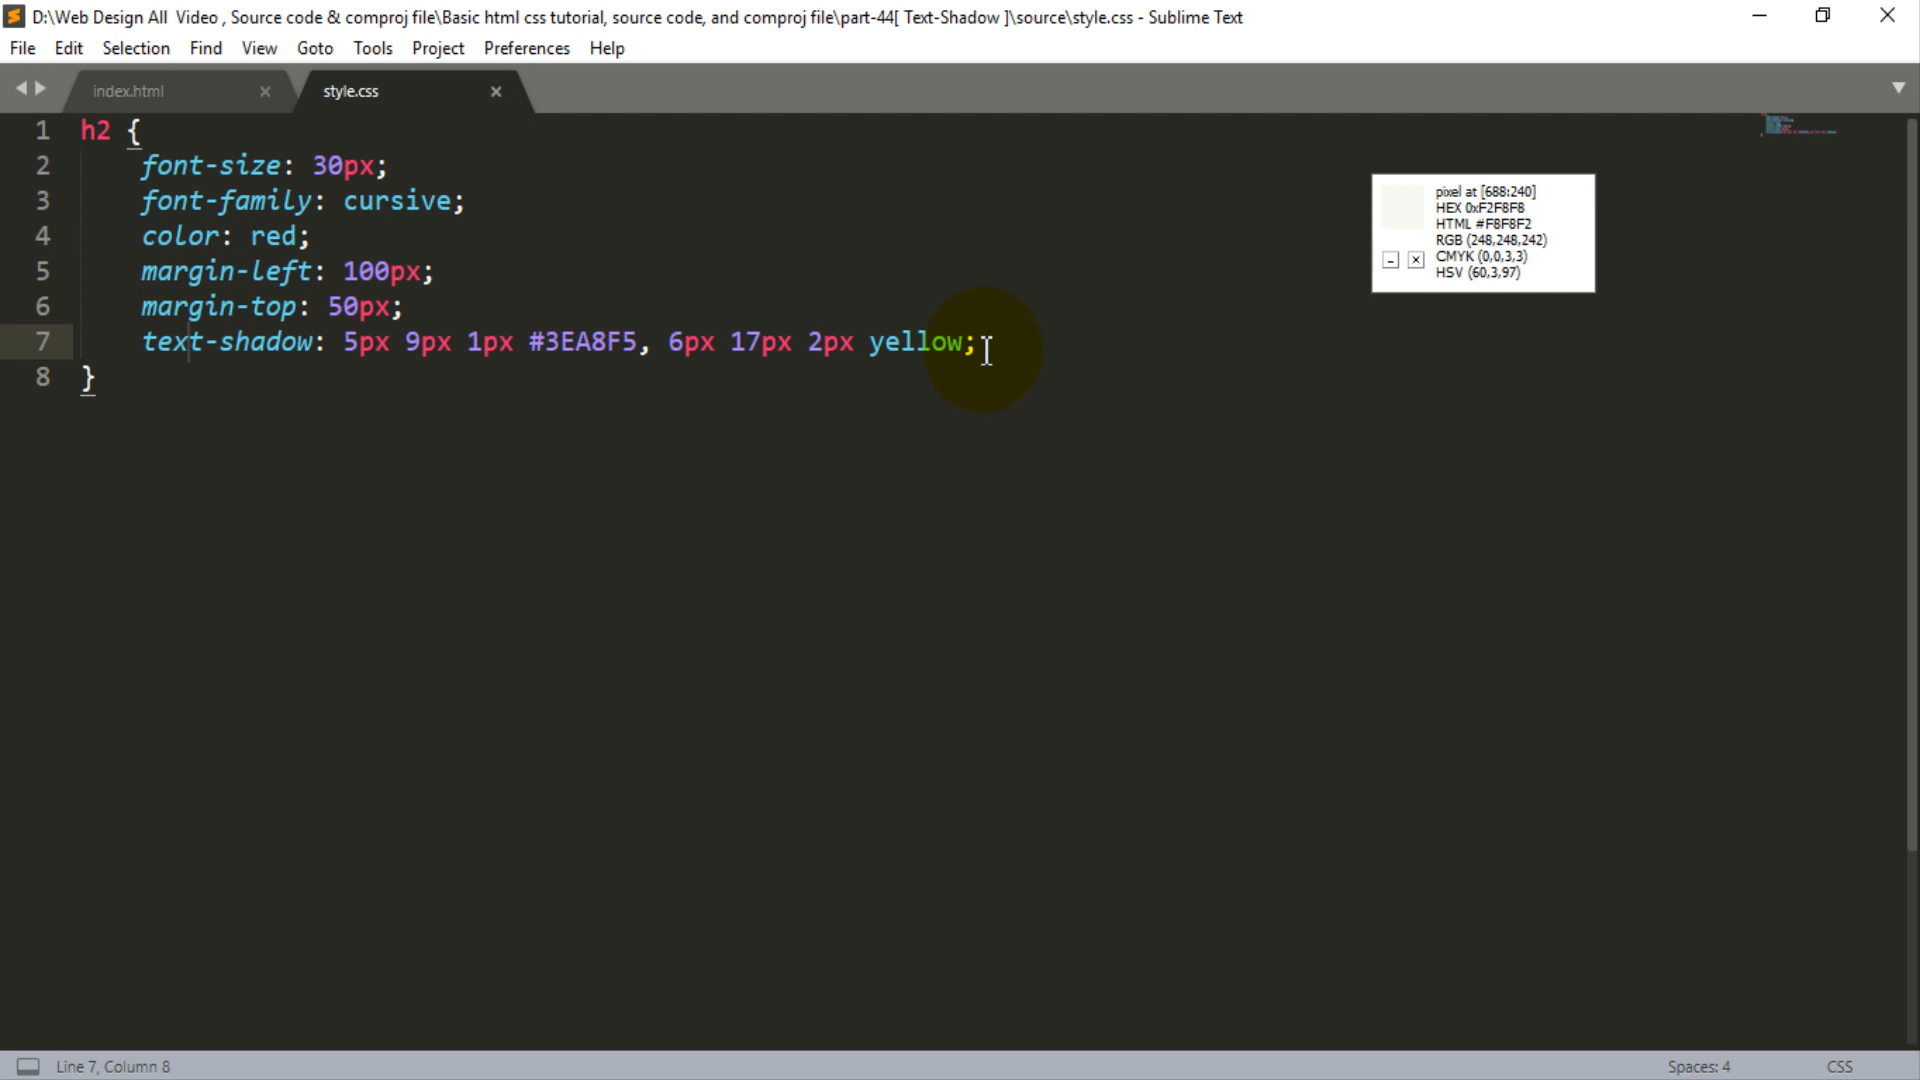 D:\Web Design All  Video , Source code & comproj file\Basic html css tutorial, source code, and comproj file\part-44[ Text-Shadow ]\source\style.css - Sublime Text
File Edit Selection Find View Goto Tools Project Preferences Help
index.html × style.css ×
1 h2 {
2     font-size: 30px;
3     font-family: cursive;
4     color: red;
5     margin-left: 100px;
6     margin-top: 50px;
7     text-shadow: 5px 9px 1px #3EA8F5, 6px 17px 2px yellow;
8 }
pixel at [688:240]
HEX 0xF2F8F8
HTML #F8F8F2
RGB (248,248,242)
CMYK (0,0,3,3)
HSV (60,3,97)
Line 7, Column 8
Spaces: 4
CSS